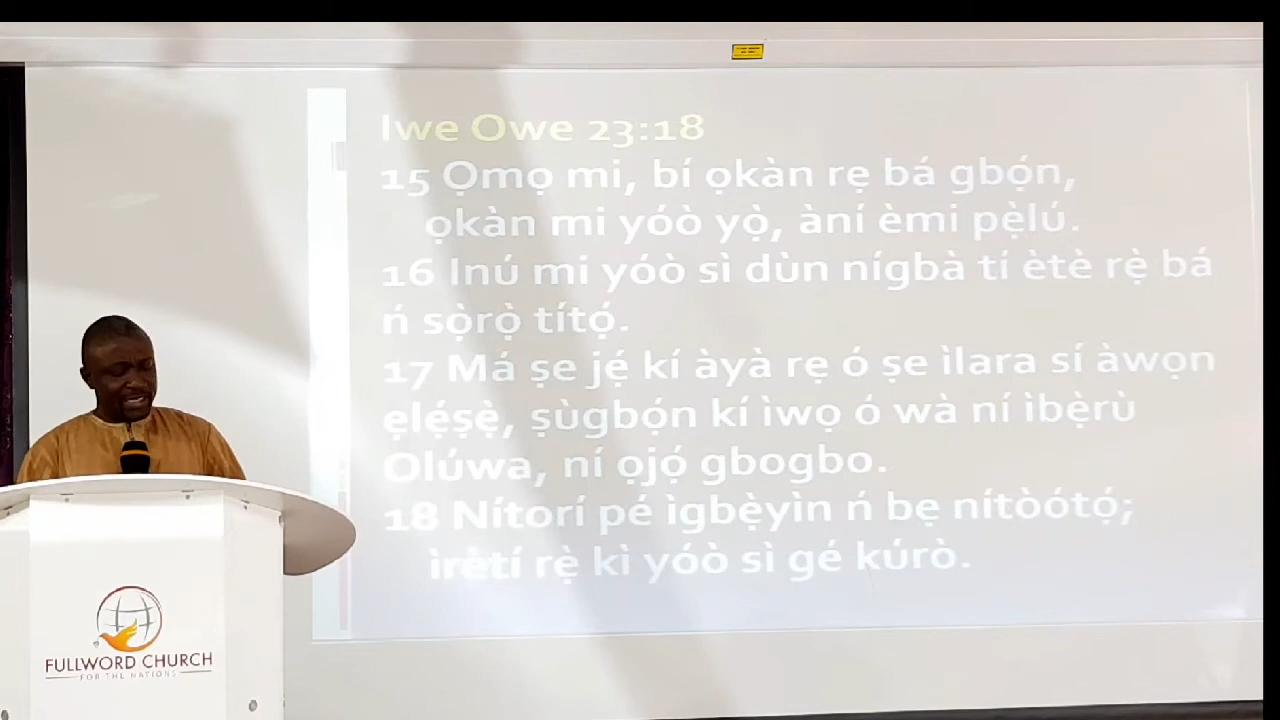 Iwe Owe 23:18
15 Ọmọ mi, bí ọkàn rẹ bá gbọ́n,
ọkàn mi yóò yọ̀, àní èmi pẹ̀lú.
16 Inú mi yóò sì dùn nígbà tí ètè rẹ̀ bá
ń sọ̀rọ̀ títọ́.
17 Má ṣe jẹ́ kí àyà rẹ ó ṣe ìlara sí àwọn
ẹlẹ́ṣẹ̀, ṣùgbọ́n kí ìwọ ó wà ní ìbẹ̀rù
Olúwa, ní ọjọ́ gbogbo.
18 Nítorí pé ìgbẹ̀yìn ń bẹ nítòótọ́;
ìrètí rẹ̀ kì yóò sì gé kúrò.
FULLWORD CHURCH
FOR THE NATIONS